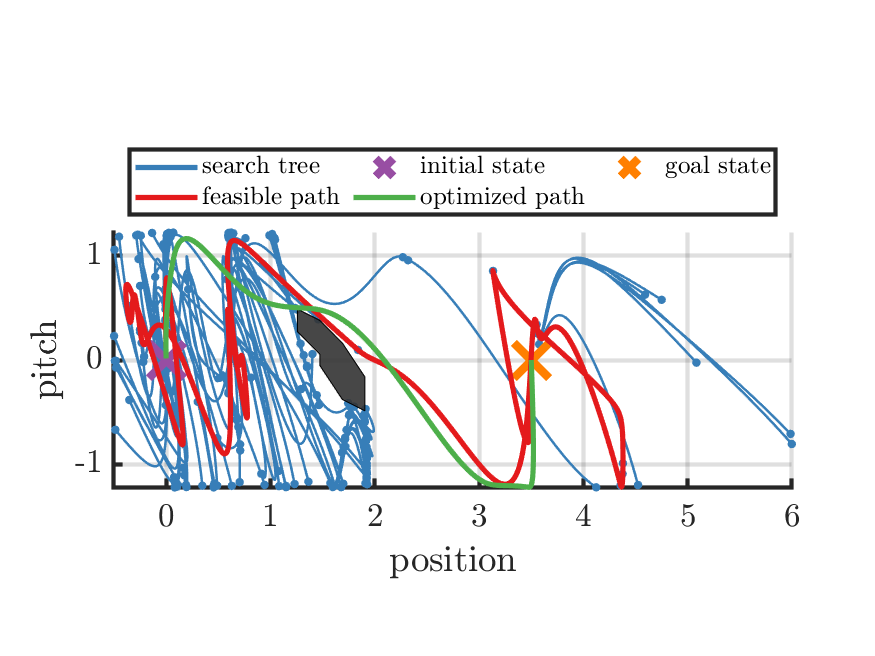 search tree initial state goal state
feasible path optimized path
1
0
-1
pitch
0 1 2 3 4 5 6
position